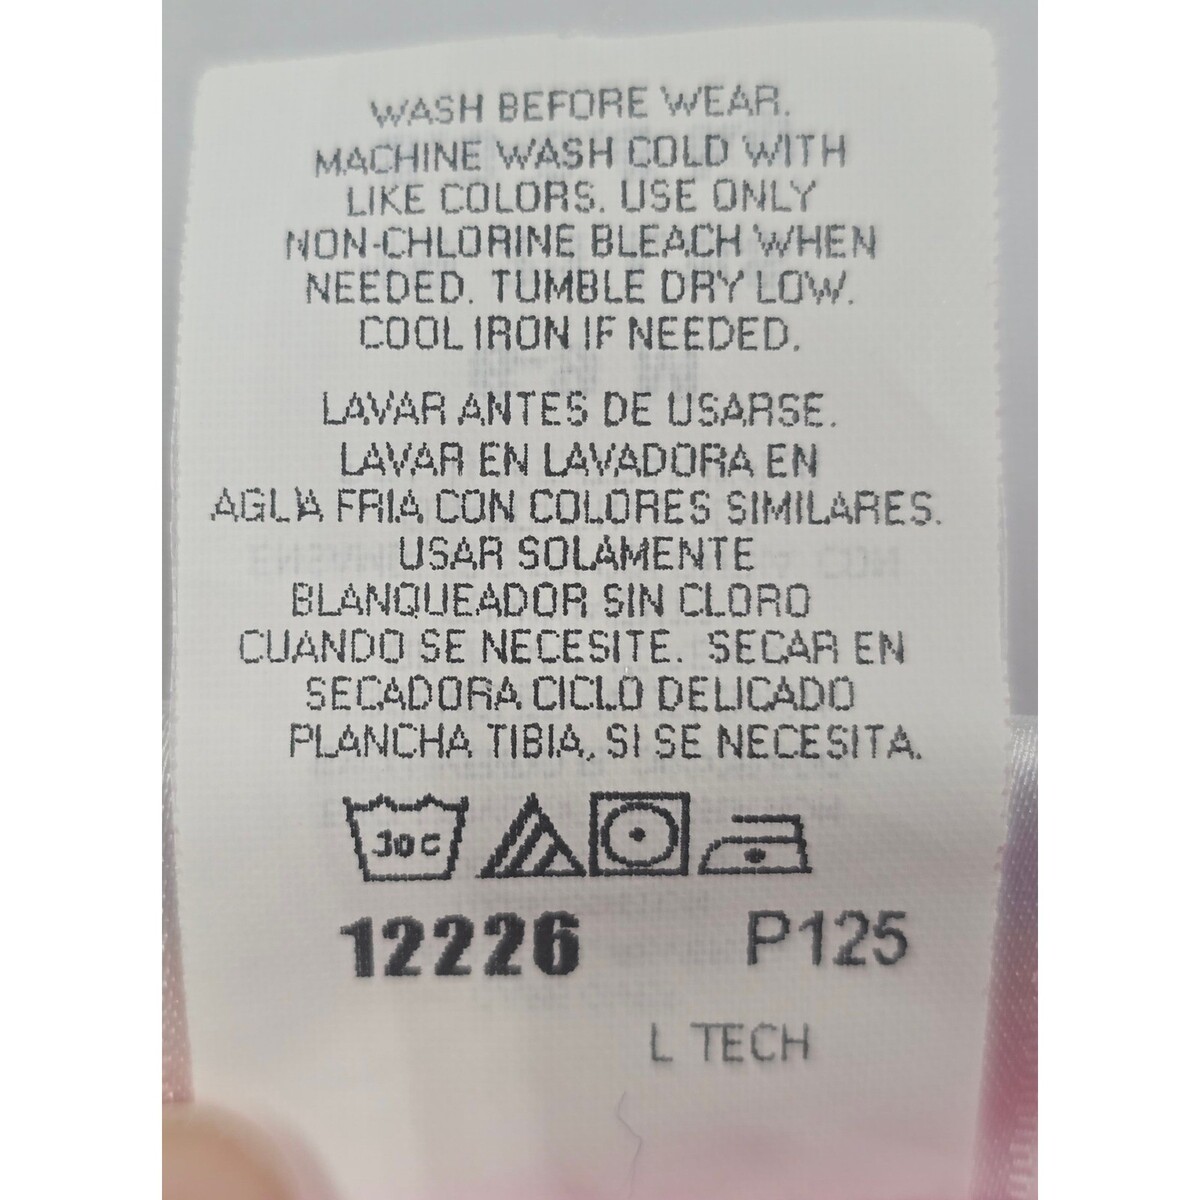 WASH BEFORE WEAR.
MACHINE WASH COLD WITH
LIKE COLORS. USE ONLY
NON-CHLORINE BLEACH WHEN
NEEDED. TUMBLE DRY LOW.
COOL IRON IF NEEDED.
LAVAR ANTES DE USARSE.
LAVAR EN LAVADORA EN
AGUA FRIA CON COLORES SIMILARES.
USAR SOLAMENTE
BLANQUEADOR SIN CLORO
CUANDO SE NECESITE. SECAR EN
SECADORA CICLO DELICADO
PLANCHA TIBIA, SI SE NECESITA.
30C
12226 P125
L TECH